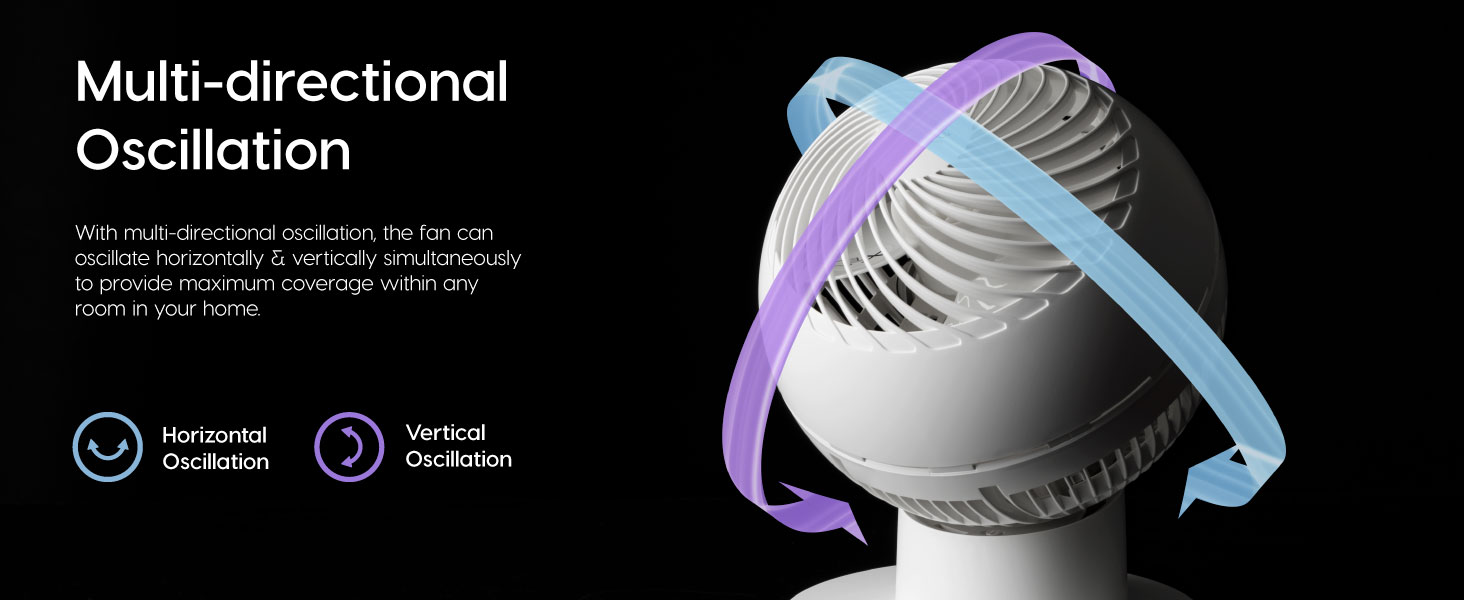 Multi-directional
Oscillation
With multi-directional oscillation, the fan can
oscillate horizontally & vertically simultaneously
to provide maximum coverage within any
room in your home.
Horizontal
Oscillation
Vertical
Oscillation